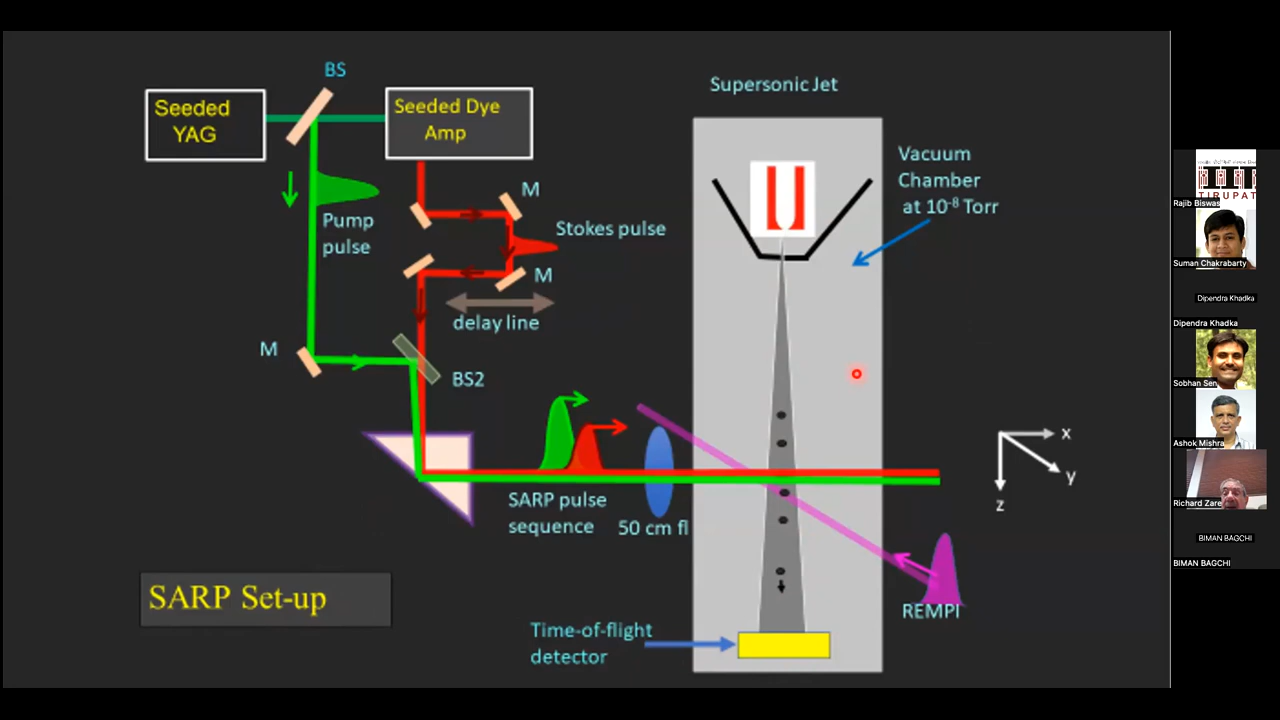 BS
Seeded
YAG
Seeded Dye
Amp
Supersonic Jet
Vacuum
Chamber
at 10⁻⁸ Torr
M
Stokes pulse
Pump
pulse
M
delay line
M
BS2
SARP pulse
sequence
50 cm fl
x
y
z
SARP Set-up
REMPI
Time-of-flight
detector
TIRUPAT
Rajib Biswas
Suman Chakrabarty
Dipendra Khadka
Dipendra Khadka
Sobhan Sen
Ashok Mishra
Richard Zare
BIMAN BAGCHI
BIMAN BAGCHI